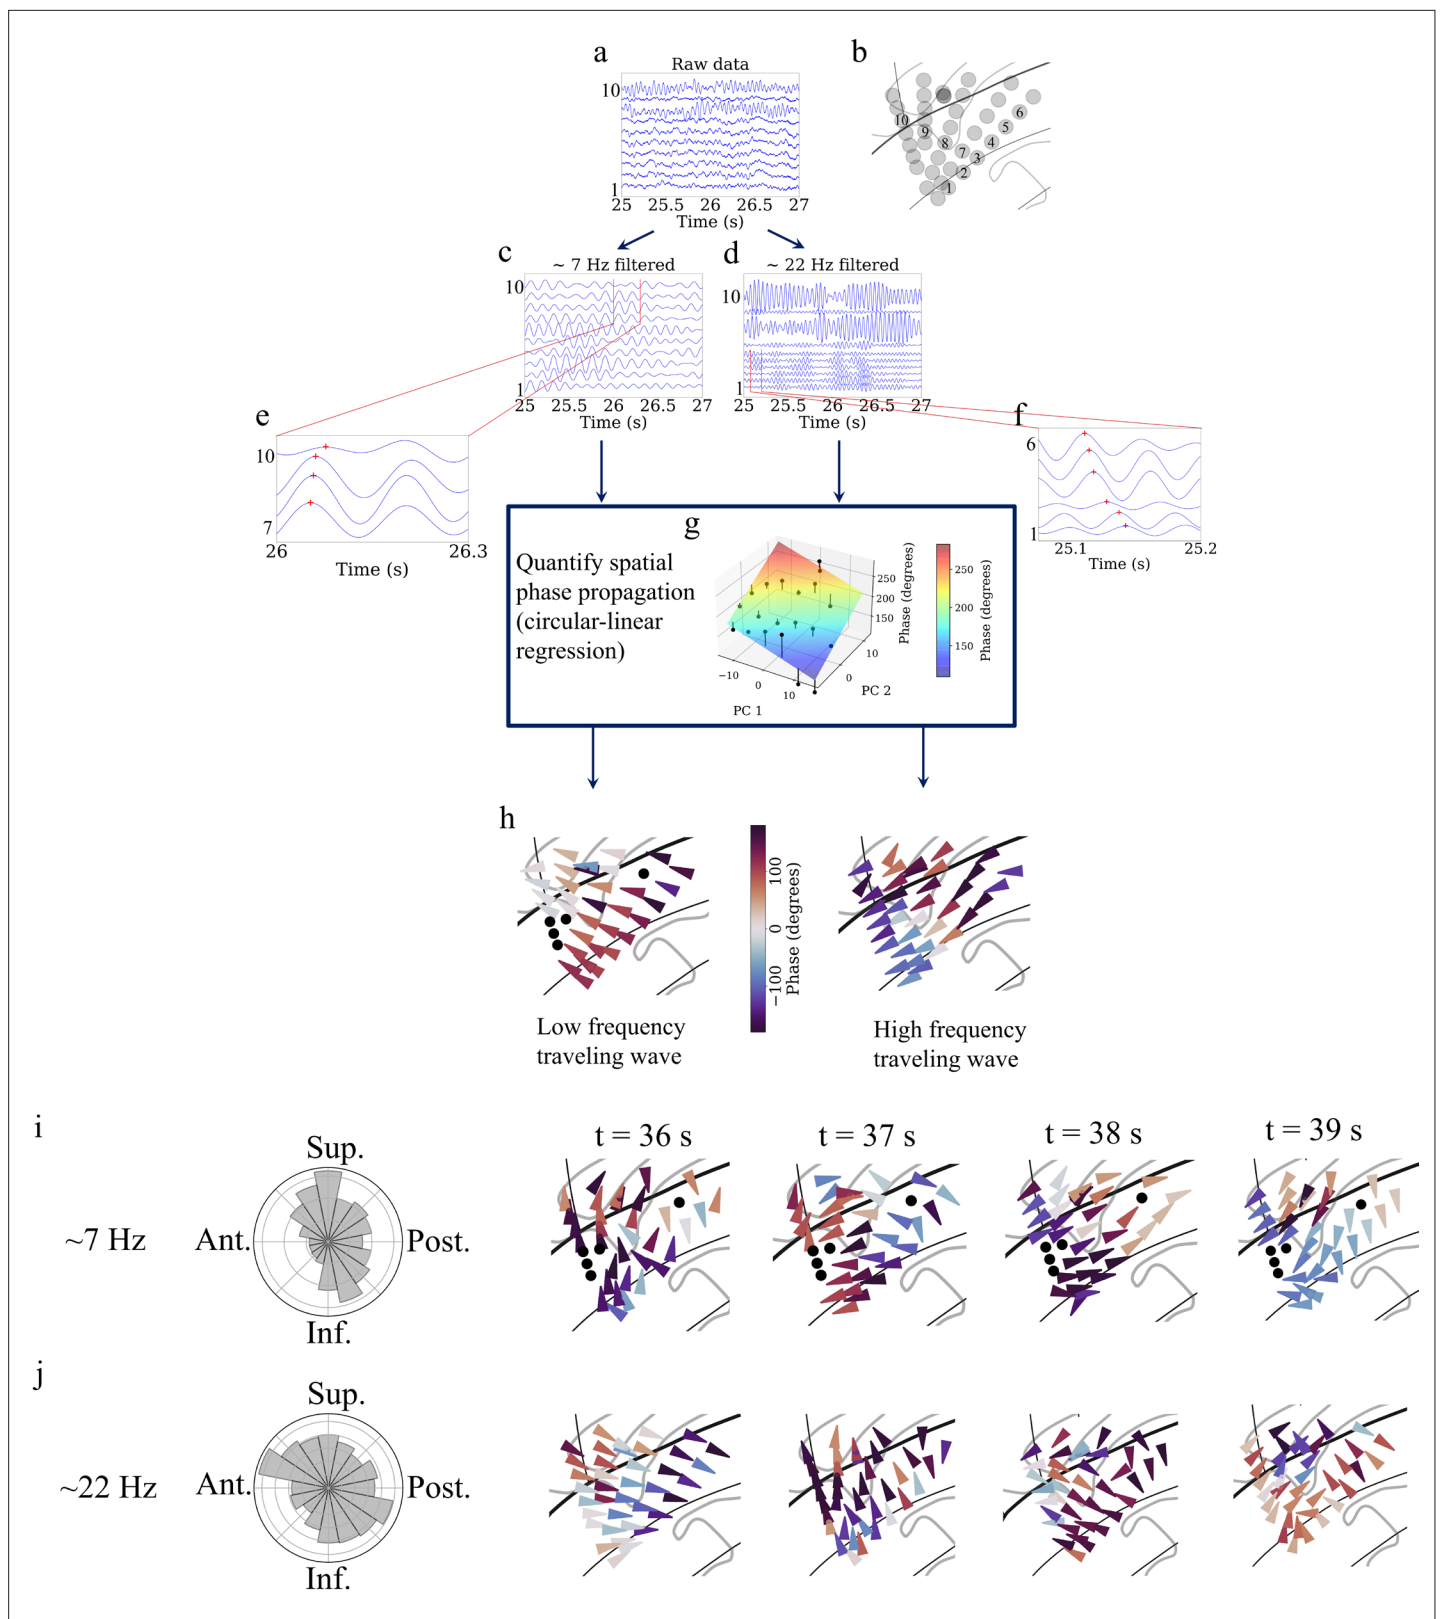 a
Raw data
10
1
25 25.5 26 26.5 27
Time (s)
b
6
10
5
9
8
4
7
3
2
1
c
~ 7 Hz filtered
10
1
25 25.5 26 26.5 27
Time (s)
d
~ 22 Hz filtered
10
1
25 25.5 26 26.5 27
Time (s)
e
10
7
26 26.3
Time (s)
f
6
1
25.1 25.2
Time (s)
g
Quantify spatial
phase propagation
(circular-linear
regression)
250
200
150
Phase (degrees)
10
0
PC 2
−10
0
10
PC 1
250
200
150
Phase (degrees)
h
100
0
−100
Phase (degrees)
Low frequency
traveling wave
High frequency
traveling wave
i
~7 Hz
Sup.
Ant. Post.
Inf.
t = 36 s
t = 37 s
t = 38 s
t = 39 s
j
~22 Hz
Sup.
Ant. Post.
Inf.